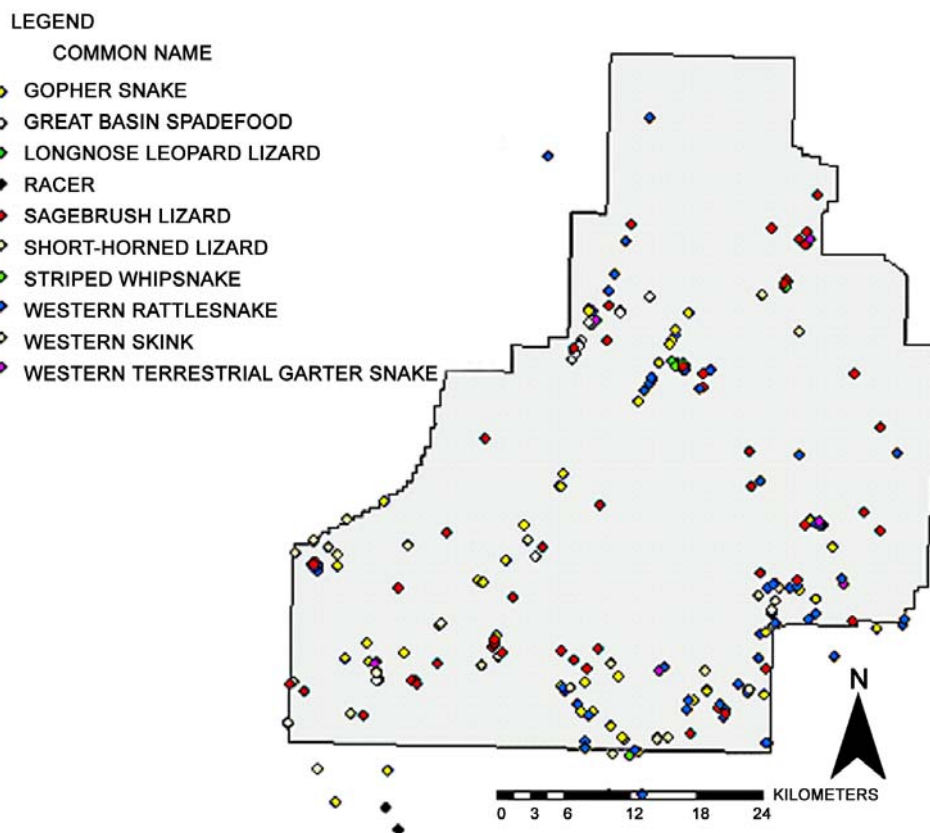 LEGEND
COMMON NAME
GOPHER SNAKE
GREAT BASIN SPADEFOOD
LONGNOSE LEOPARD LIZARD
RACER
SAGEBRUSH LIZARD
SHORT-HORNED LIZARD
STRIPED WHIPSNAKE
WESTERN RATTLESNAKE
WESTERN SKINK
WESTERN TERRESTRIAL GARTER SNAKE
N
KILOMETERS
0 3 6 12 18 24